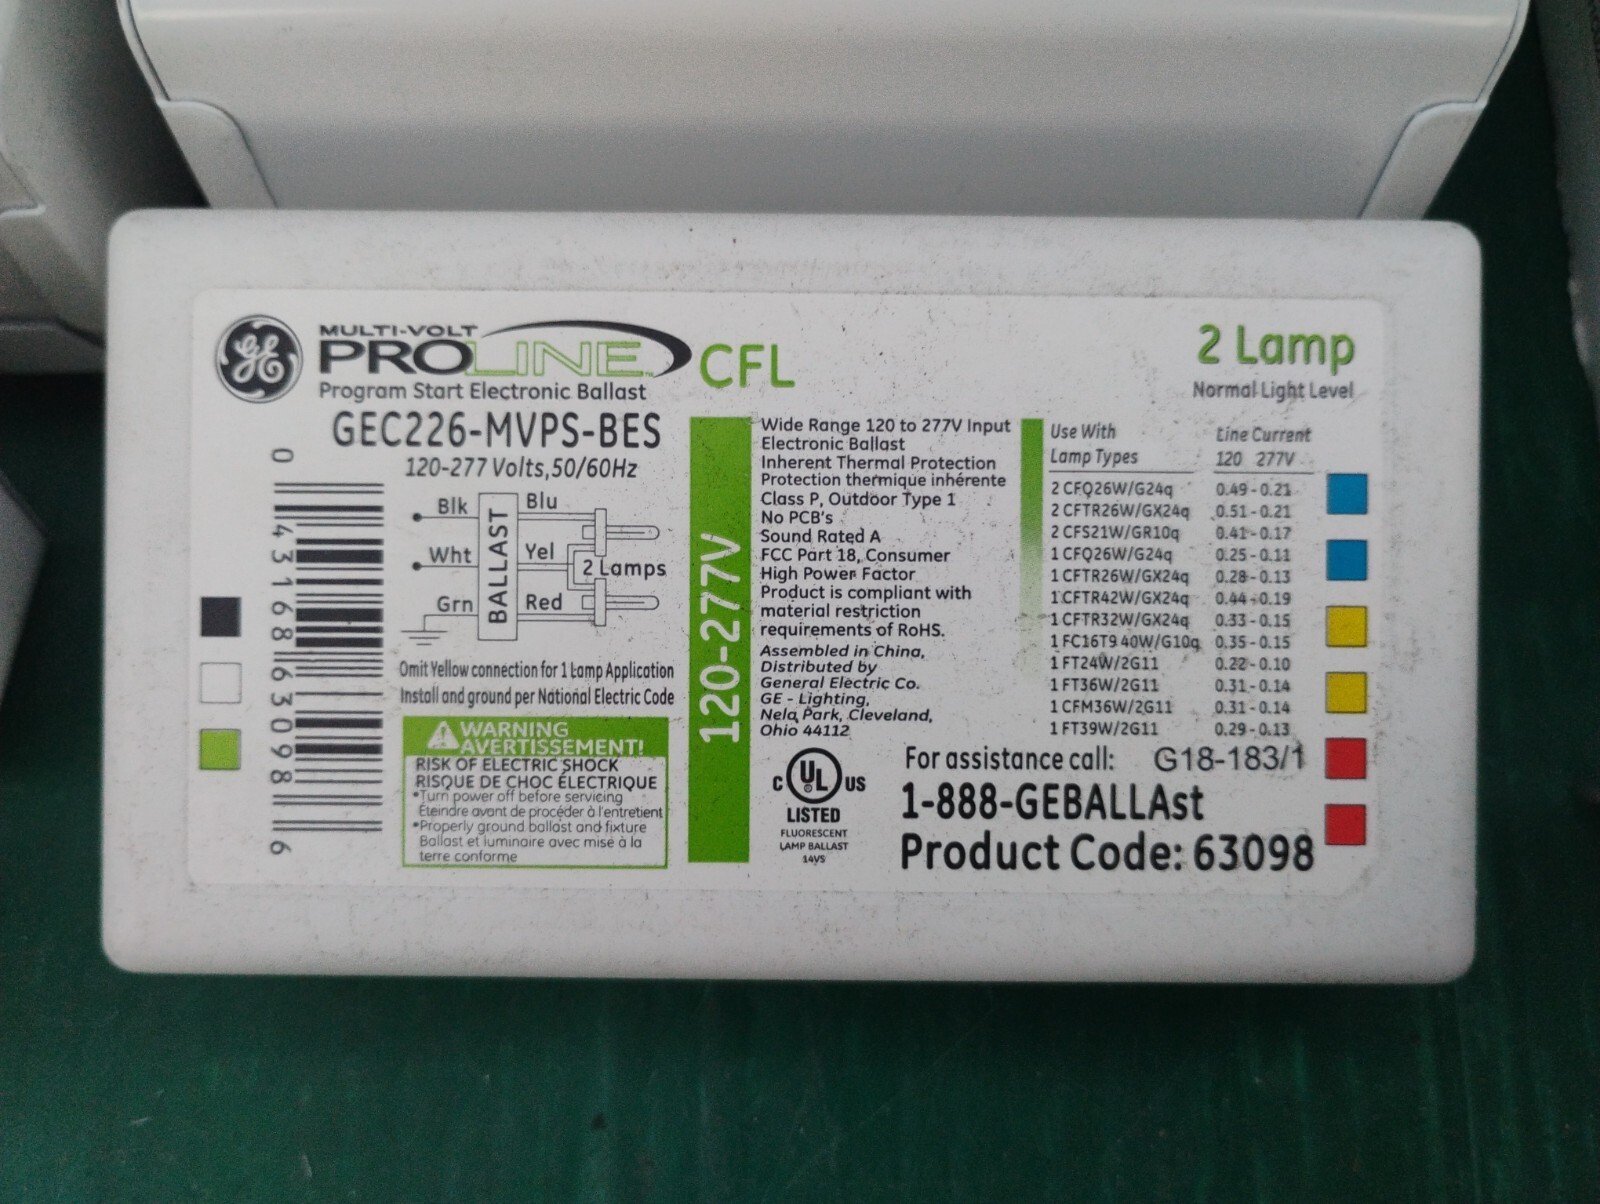 GE
MULTI-VOLT
PROLINE™ CFL
Program Start Electronic Ballast
GEC226-MVPS-BES
120-277 Volts,50/60Hz
0 43168 63098 6
Blk
Wht
Grn
BALLAST
Blu
Yel
Red
2 Lamps
Omit Yellow connection for 1 Lamp Application
Install and ground per National Electric Code
WARNING
AVERTISSEMENT!
RISK OF ELECTRIC SHOCK
RISQUE DE CHOC ÉLECTRIQUE
•Turn power off before servicing
Éteindre avant de procéder à l'entretient
•Properly ground ballast and fixture
Ballast et luminaire avec mise à la
terre conforme
120-277V
Wide Range 120 to 277V Input
Electronic Ballast
Inherent Thermal Protection
Protection thermique inhérente
Class P, Outdoor Type 1
No PCB's
Sound Rated A
FCC Part 18, Consumer
High Power Factor
Product is compliant with
material restriction
requirements of RoHS.
Assembled in China,
Distributed by
General Electric Co.
GE - Lighting,
Nela Park, Cleveland,
Ohio 44112
C UL US
LISTED
FLUORESCENT
LAMP BALLAST
14VS
2 Lamp
Normal Light Level
Use With Line Current
Lamp Types 120 277V
2 CFQ26W/G24q 0.49 - 0.21
2 CFTR26W/GX24q 0.51 - 0.21
2 CFS21W/GR10q 0.41 - 0.17
1 CFQ26W/G24q 0.25 - 0.11
1 CFTR26W/GX24q 0.28 - 0.13
1 CFTR42W/GX24q 0.44 - 0.19
1 CFTR32W/GX24q 0.33 - 0.15
1 FC16T9 40W/G10q 0.35 - 0.15
1 FT24W/2G11 0.22 - 0.10
1 FT36W/2G11 0.31 - 0.14
1 CFM36W/2G11 0.31 - 0.14
1 FT39W/2G11 0.29 - 0.13
For assistance call: G18-183/1
1-888-GEBALLAst
Product Code: 63098